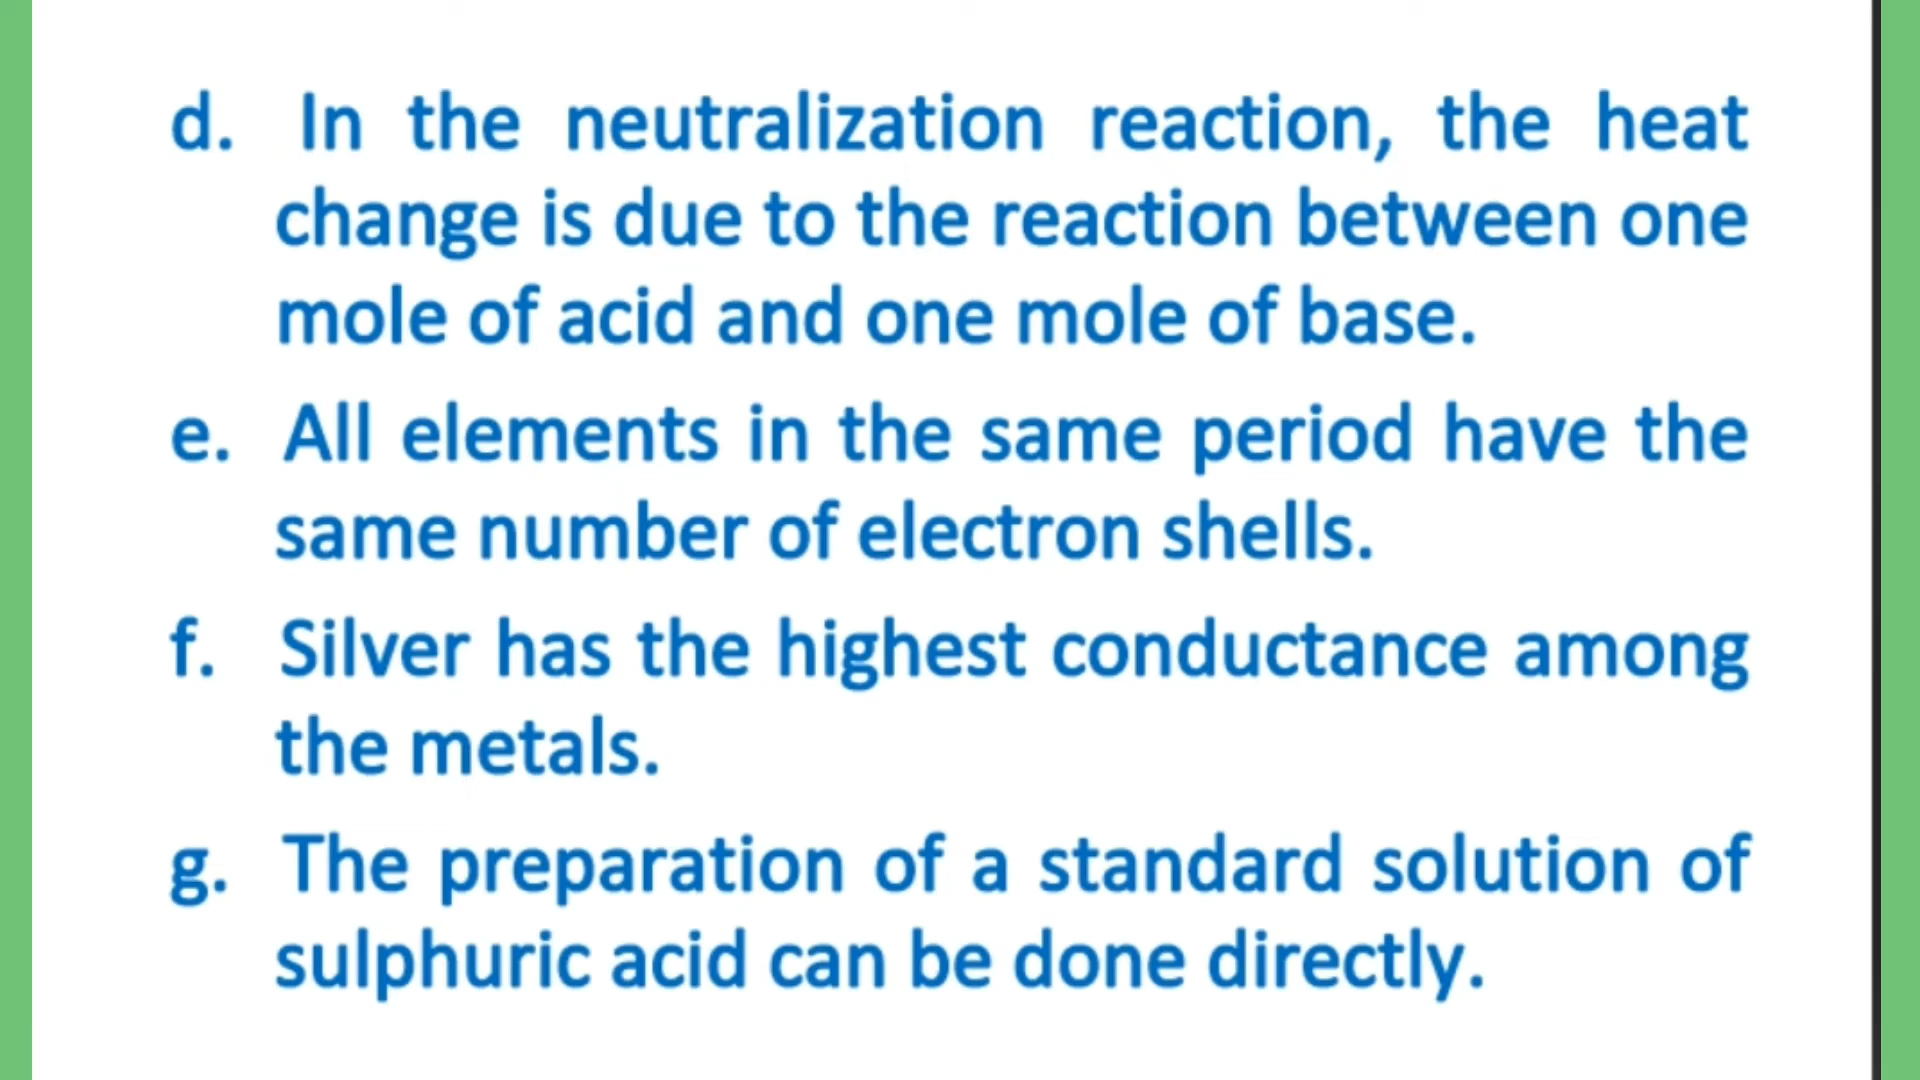 d. In the neutralization reaction, the heat
change is due to the reaction between one
mole of acid and one mole of base.
e. All elements in the same period have the
same number of electron shells.
f. Silver has the highest conductance among
the metals.
g. The preparation of a standard solution of
sulphuric acid can be done directly.